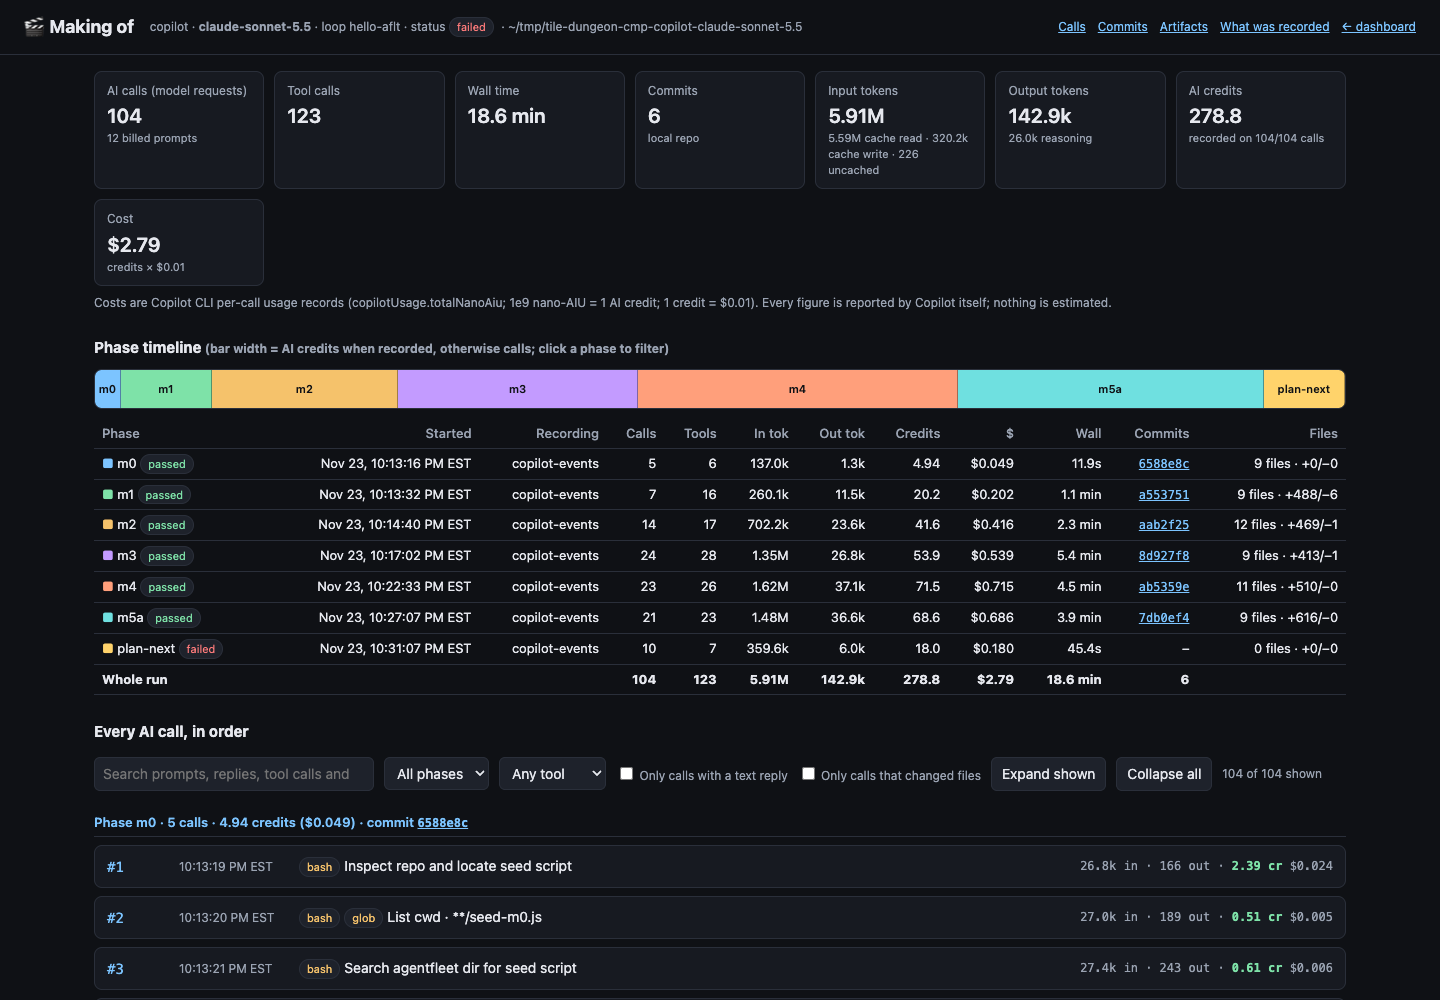 🎬 Making of copilot · claude-sonnet-5.5 · loop hello-aflt · status failed · ~/tmp/tile-dungeon-cmp-copilot-claude-sonnet-5.5 Calls Commits Artifacts What was recorded ← dashboard
AI calls (model requests)
104
12 billed prompts
Tool calls
123
Wall time
18.6 min
Commits
6
local repo
Input tokens
5.91M
5.59M cache read · 320.2k
cache write · 226
uncached
Output tokens
142.9k
26.0k reasoning
AI credits
278.8
recorded on 104/104 calls
Cost
$2.79
credits × $0.01
Costs are Copilot CLI per-call usage records (copilotUsage.totalNanoAiu; 1e9 nano-AIU = 1 AI credit; 1 credit = $0.01). Every figure is reported by Copilot itself; nothing is estimated.
Phase timeline (bar width = AI credits when recorded, otherwise calls; click a phase to filter)
m0 m1 m2 m3 m4 m5a plan-next
Phase Started Recording Calls Tools In tok Out tok Credits $ Wall Commits Files
m0 passed Nov 23, 10:13:16 PM EST copilot-events 5 6 137.0k 1.3k 4.94 $0.049 11.9s 6588e8c 9 files · +0/−0
m1 passed Nov 23, 10:13:32 PM EST copilot-events 7 16 260.1k 11.5k 20.2 $0.202 1.1 min a553751 9 files · +488/−6
m2 passed Nov 23, 10:14:40 PM EST copilot-events 14 17 702.2k 23.6k 41.6 $0.416 2.3 min aab2f25 12 files · +469/−1
m3 passed Nov 23, 10:17:02 PM EST copilot-events 24 28 1.35M 26.8k 53.9 $0.539 5.4 min 8d927f8 9 files · +413/−1
m4 passed Nov 23, 10:22:33 PM EST copilot-events 23 26 1.62M 37.1k 71.5 $0.715 4.5 min ab5359e 11 files · +510/−0
m5a passed Nov 23, 10:27:07 PM EST copilot-events 21 23 1.48M 36.6k 68.6 $0.686 3.9 min 7db0ef4 9 files · +616/−0
plan-next failed Nov 23, 10:31:07 PM EST copilot-events 10 7 359.6k 6.0k 18.0 $0.180 45.4s – 0 files · +0/−0
Whole run 104 123 5.91M 142.9k 278.8 $2.79 18.6 min 6
Every AI call, in order
Search prompts, replies, tool calls and All phases Any tool Only calls with a text reply Only calls that changed files Expand shown Collapse all 104 of 104 shown
Phase m0 · 5 calls · 4.94 credits ($0.049) · commit 6588e8c
#1 10:13:19 PM EST bash Inspect repo and locate seed script 26.8k in · 166 out · 2.39 cr $0.024
#2 10:13:20 PM EST bash glob List cwd · **/seed-m0.js 27.0k in · 189 out · 0.51 cr $0.005
#3 10:13:21 PM EST bash Search agentfleet dir for seed script 27.4k in · 243 out · 0.61 cr $0.006